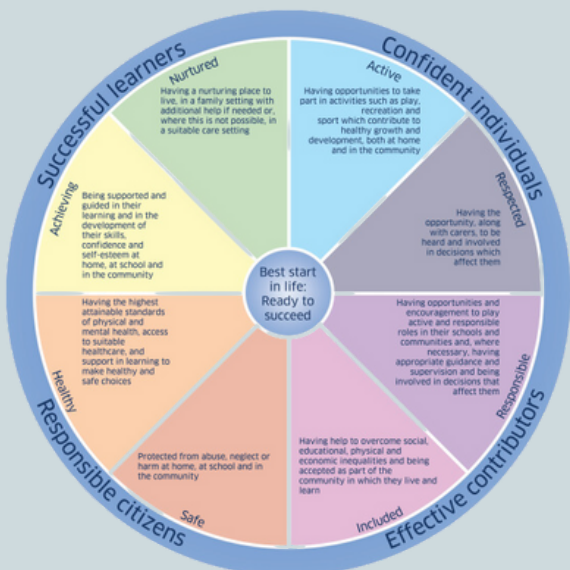 Successful learners
Confident individuals
Nurtured
Having a nurturing place to
live, in a family setting with
additional help if needed or,
where this is not possible, in
a suitable care setting
Active
Having opportunities to take
part in activities such as play,
recreation and
sport which contribute to
healthy growth and
development, both at home
and in the community
Achieving
Being supported and
guided in their
learning and in the
development of
their skills,
confidence and
self-esteem at
home, at school and
in the community
Respected
Having the
opportunity, along
with carers, to be
heard and involved
in decisions which
affect them
Best start
in life:
Ready to
succeed
Healthy
Having the highest
attainable standards
of physical and
mental health, access
to suitable
healthcare, and
support in learning to
make healthy and
safe choices
Responsible
Having opportunities and
encouragement to play
active and responsible
roles in their schools and
communities and, where
necessary, having
appropriate guidance and
supervision and being
involved in decisions that
affect them
Safe
Protected from abuse, neglect or
harm at home, at school and in
the community
Included
Having help to overcome social,
educational, physical and
economic inequalities and being
accepted as part of the
community in which they live and
learn
Responsible citizens
Effective contributors